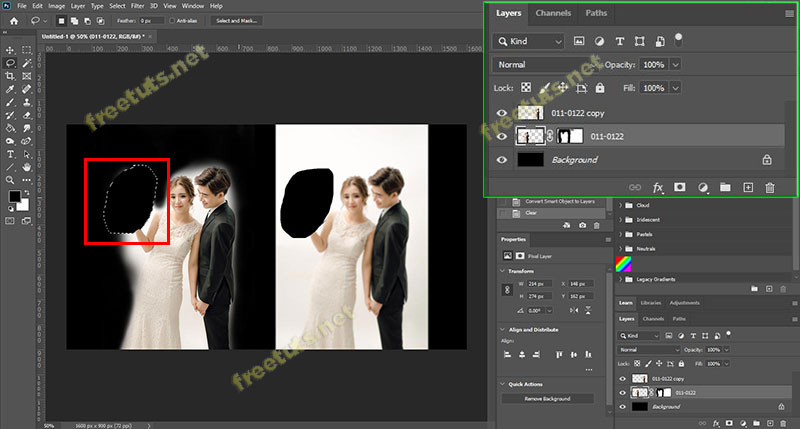 File Edit Image Layer Type Select Filter 3D View Plugins Window Help
Feather: 0 px Anti-alias Select and Mask...
Untitled-1 @ 50% (011-0122, RGB/8#) *
freetuts.net
freetuts.net
freetuts.net
Layers Channels Paths
Kind
Normal Opacity: 100%
Lock: Fill: 100%
011-0122 copy
011-0122
Background
Convert Smart Object to Layers
Clear
Properties
Pixel Layer
Transform
W 214 px X 148 px
H 274 px Y 162 px
0.00°
Align and Distribute
Align:
Quick Actions
Remove Background
Cloud
Iridescent
Pastels
Neutrals
Legacy Gradients
Learn Libraries Adjustments
Layers Channels Paths
Kind
Normal Opacity: 100%
Lock: Fill: 100%
011-0122 copy
011-0122
Background
50% 1600 px x 900 px (72 ppi)